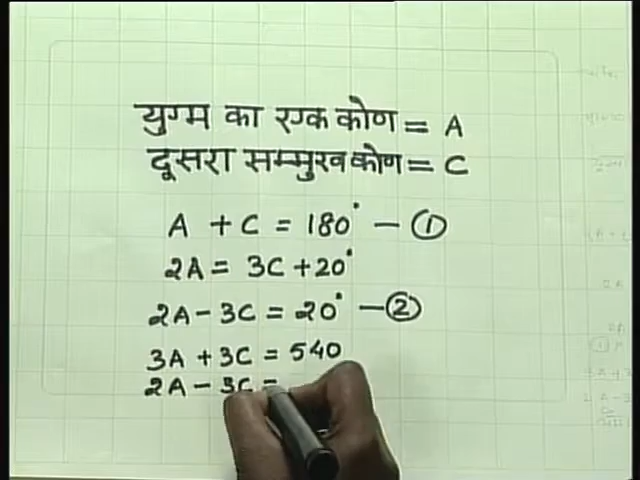 युग्म का एक कोण = A
दूसरा सम्मुख कोण = C
A + C = 180° — ①
2A = 3C + 20°
2A - 3C = 20° — ②
3A + 3C = 540
2A - 3C =